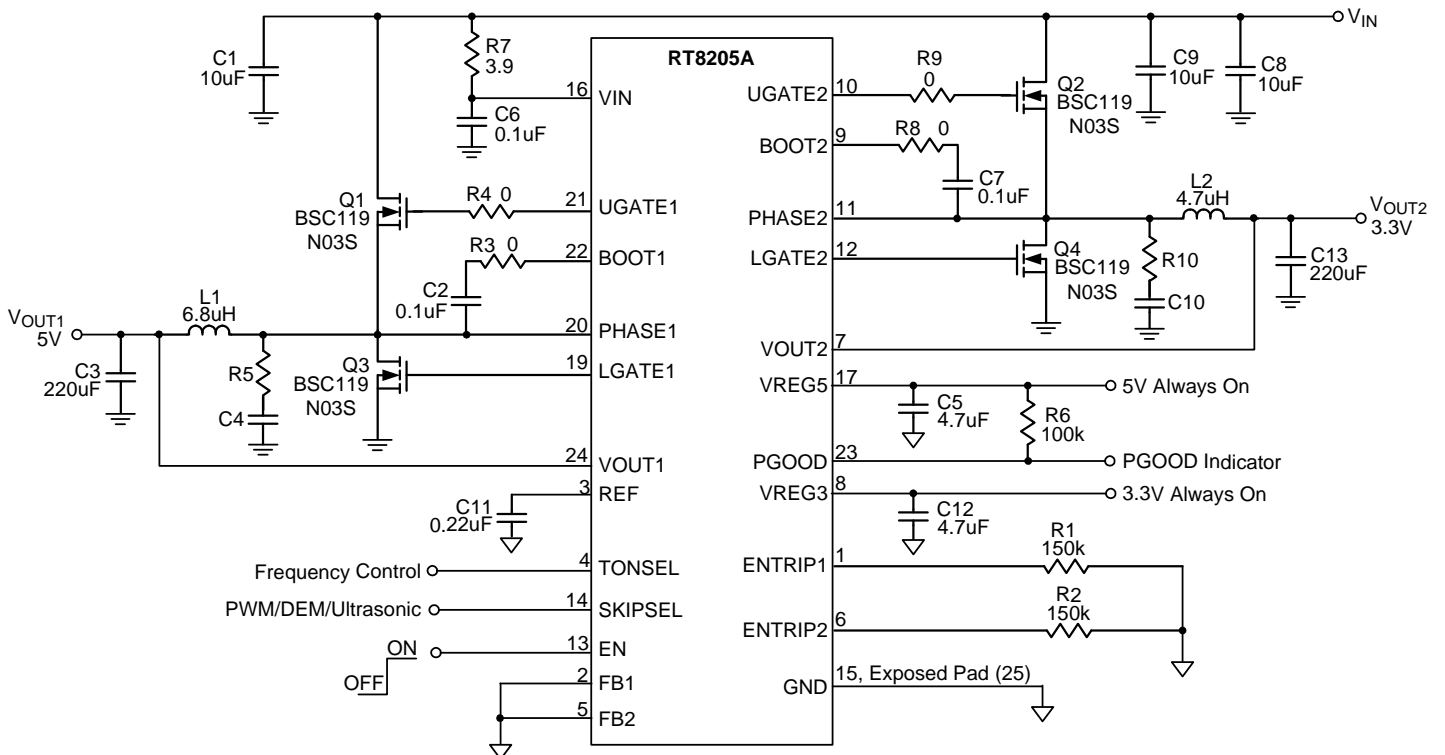 V_IN
C1
10uF
R7
3.9
RT8205A
R9
0
Q2
BSC119
N03S
C9
10uF
C8
10uF
16
VIN
UGATE2
10
C6
0.1uF
R8 0
BOOT2
9
C7
0.1uF
Q1
BSC119
N03S
R4 0
21
UGATE1
PHASE2
11
L2
4.7uH
V_OUT2
3.3V
R3 0
22
BOOT1
LGATE2
12
Q4
BSC119
N03S
R10
C10
C13
220uF
C2
0.1uF
V_OUT1
5V
L1
6.8uH
20
PHASE1
VOUT2
7
C3
220uF
R5
C4
Q3
BSC119
N03S
19
LGATE1
VREG5
17
5V Always On
C5
4.7uF
R6
100k
24
VOUT1
PGOOD
23
PGOOD Indicator
3
REF
VREG3
8
3.3V Always On
C11
0.22uF
C12
4.7uF
Frequency Control
4
TONSEL
ENTRIP1
1
R1
150k
PWM/DEM/Ultrasonic
14
SKIPSEL
ENTRIP2
6
R2
150k
ON
OFF
13
EN
2
FB1
GND
15, Exposed Pad (25)
5
FB2